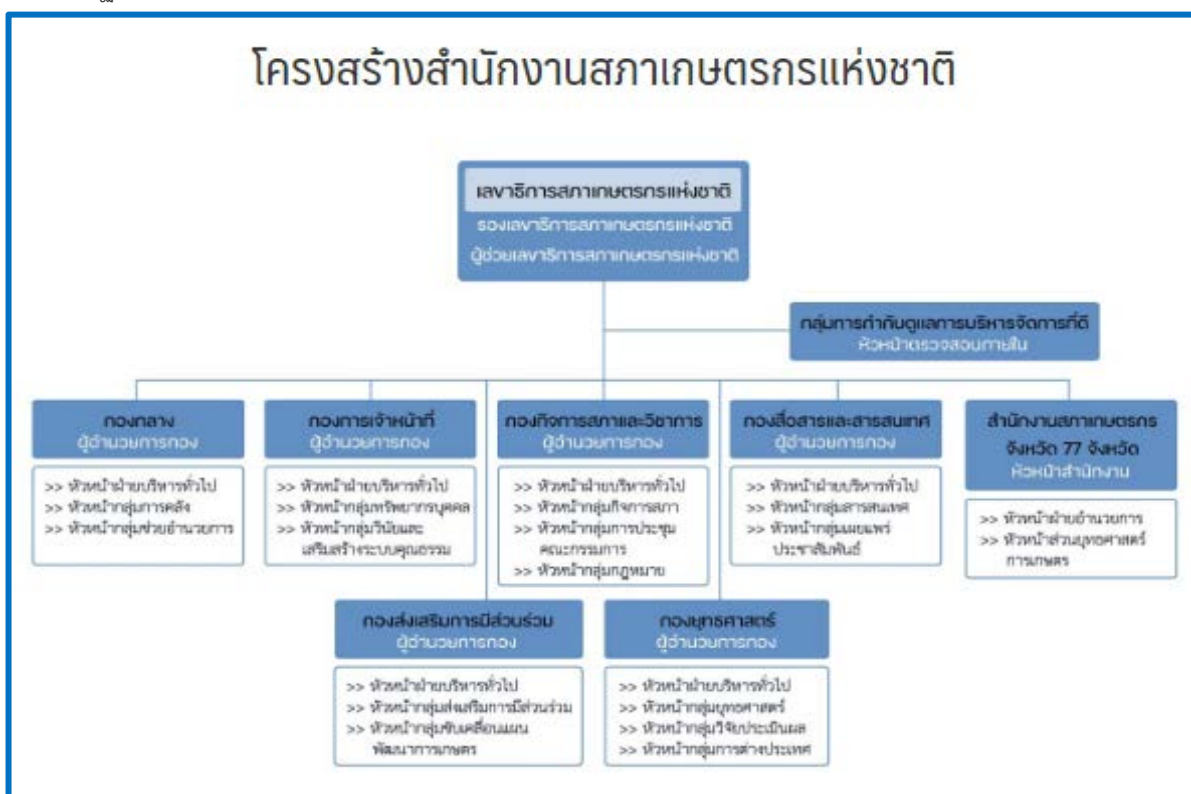 โครงสร้างสำนักงานสภาเกษตรกรแห่งชาติ
เลขาธิการสภาเกษตรกรแห่งชาติ
รองเลขาธิการสภาเกษตรกรแห่งชาติ
ผู้ช่วยเลขาธิการสภาเกษตรกรแห่งชาติ
กลุ่มการกำกับดูแลการบริหารจัดการที่ดี
หัวหน้าตรวจสอบภายใน
กองกลาง
ผู้อำนวยการกอง
>> หัวหน้าฝ่ายบริหารทั่วไป
>> หัวหน้ากลุ่มการคลัง
>> หัวหน้ากลุ่มช่วยอำนวยการ
กองการเจ้าหน้าที่
ผู้อำนวยการกอง
>> หัวหน้าฝ่ายบริหารทั่วไป
>> หัวหน้ากลุ่มทรัพยากรบุคคล
>> หัวหน้ากลุ่มวินัยและ
เสริมสร้างระบบคุณธรรม
กองกิจการสภาและวิชาการ
ผู้อำนวยการกอง
>> หัวหน้าฝ่ายบริหารทั่วไป
>> หัวหน้ากลุ่มกิจการสภา
>> หัวหน้ากลุ่มการประชุม
คณะกรรมการ
>> หัวหน้ากลุ่มกฎหมาย
กองสื่อสารและสารสนเทศ
ผู้อำนวยการกอง
>> หัวหน้าฝ่ายบริหารทั่วไป
>> หัวหน้ากลุ่มสารสนเทศ
>> หัวหน้ากลุ่มเผยแพร่
ประชาสัมพันธ์
สำนักงานสภาเกษตรกร
จังหวัด 77 จังหวัด
หัวหน้าสำนักงาน
>> หัวหน้าฝ่ายอำนวยการ
>> หัวหน้าส่วนยุทธศาสตร์
การเกษตร
กองส่งเสริมการมีส่วนร่วม
ผู้อำนวยการกอง
>> หัวหน้าฝ่ายบริหารทั่วไป
>> หัวหน้ากลุ่มส่งเสริมการมีส่วนร่วม
>> หัวหน้ากลุ่มขับเคลื่อนแผน
พัฒนาการเกษตร
กองยุทธศาสตร์
ผู้อำนวยการกอง
>> หัวหน้าฝ่ายบริหารทั่วไป
>> หัวหน้ากลุ่มยุทธศาสตร์
>> หัวหน้ากลุ่มวิจัยประเมินผล
>> หัวหน้ากลุ่มการต่างประเทศ